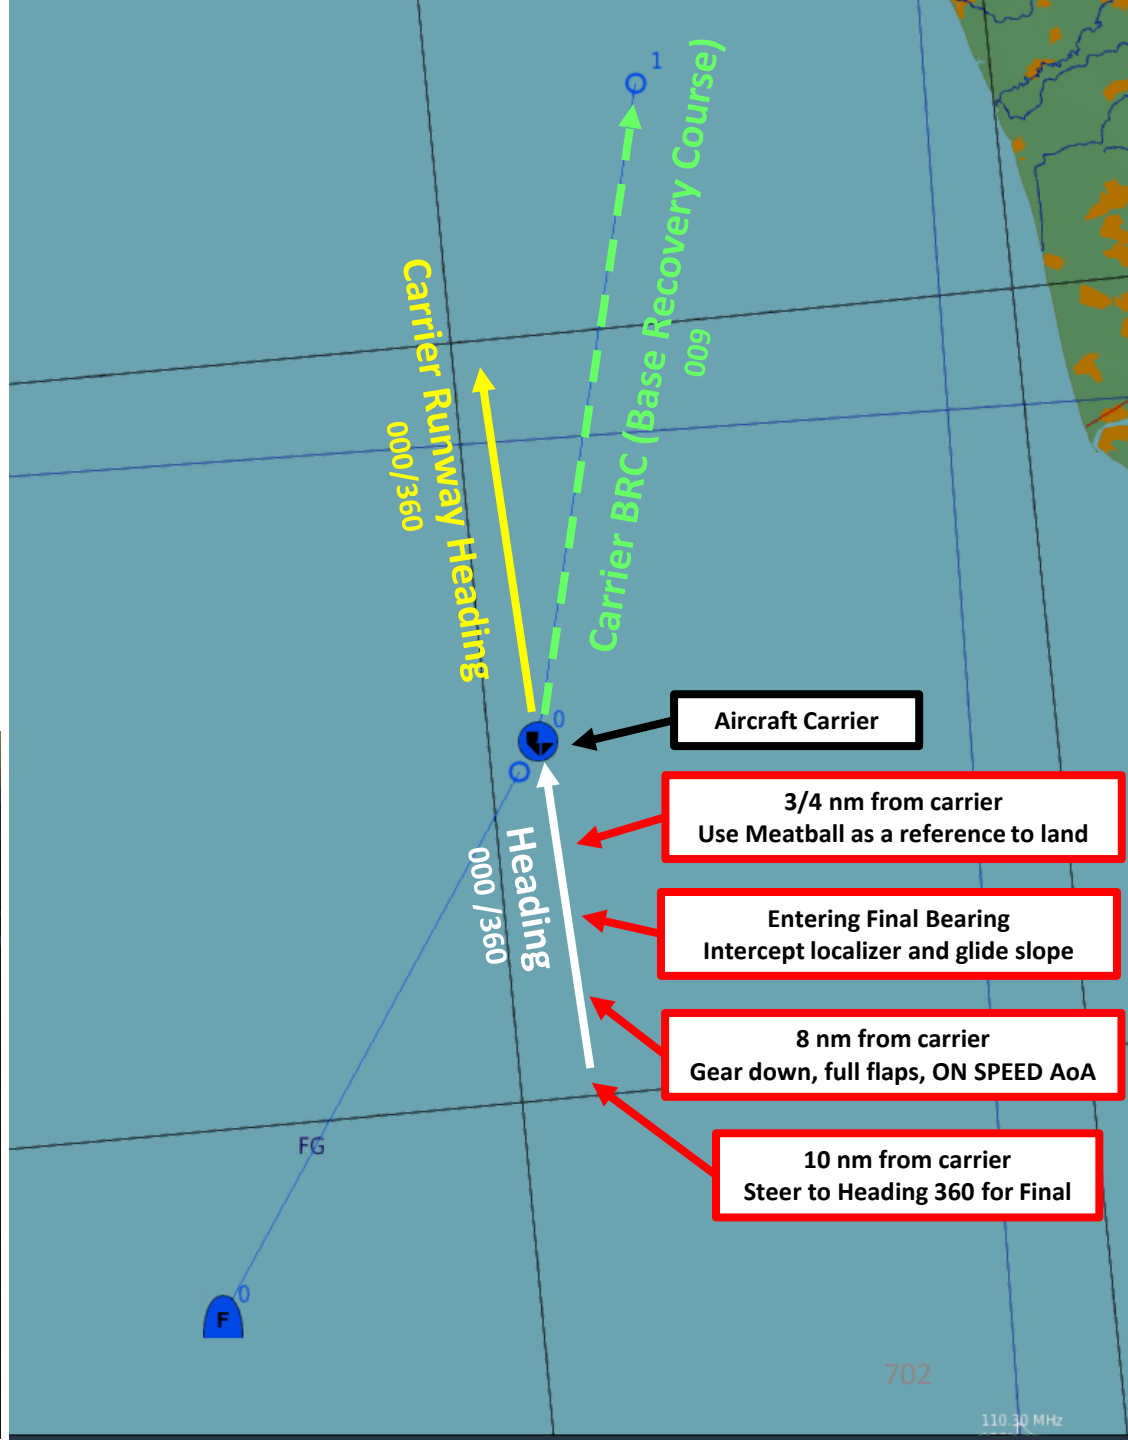 1
Carrier BRC (Base Recovery Course)
009
Carrier Runway Heading
000/360
0
Aircraft Carrier
3/4 nm from carrier
Use Meatball as a reference to land
Heading
000 /360
Entering Final Bearing
Intercept localizer and glide slope
8 nm from carrier
Gear down, full flaps, ON SPEED AoA
10 nm from carrier
Steer to Heading 360 for Final
FG
0
F
702
110.30 MHz